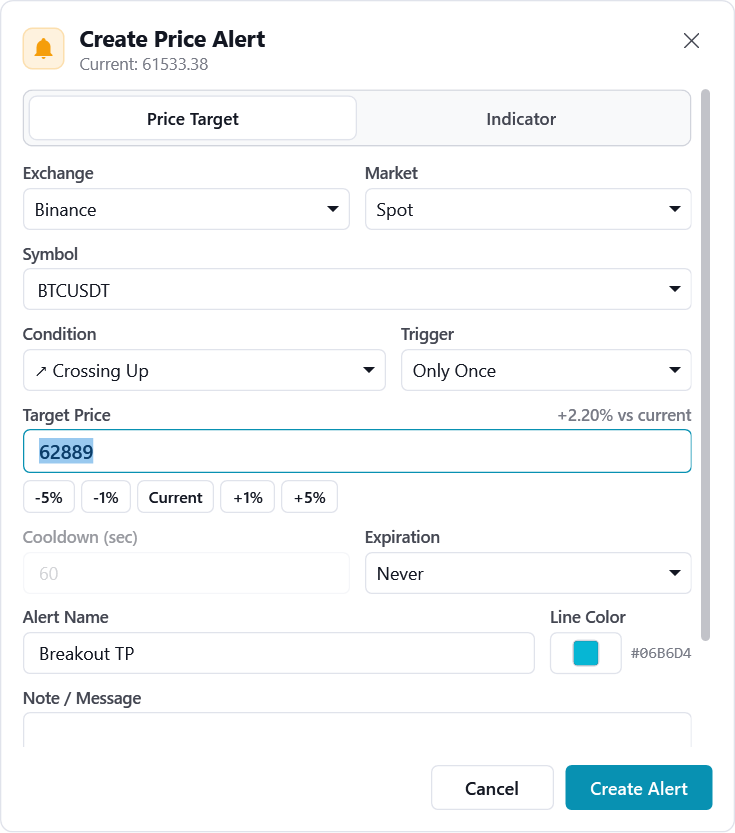 Create Price Alert
Current: 61533.38
Price Target Indicator
Exchange Market
Binance Spot
Symbol
BTCUSDT
Condition Trigger
↗ Crossing Up Only Once
Target Price +2.20% vs current
62889
-5% -1% Current +1% +5%
Cooldown (sec) Expiration
60 Never
Alert Name Line Color
Breakout TP #06B6D4
Note / Message
Cancel Create Alert